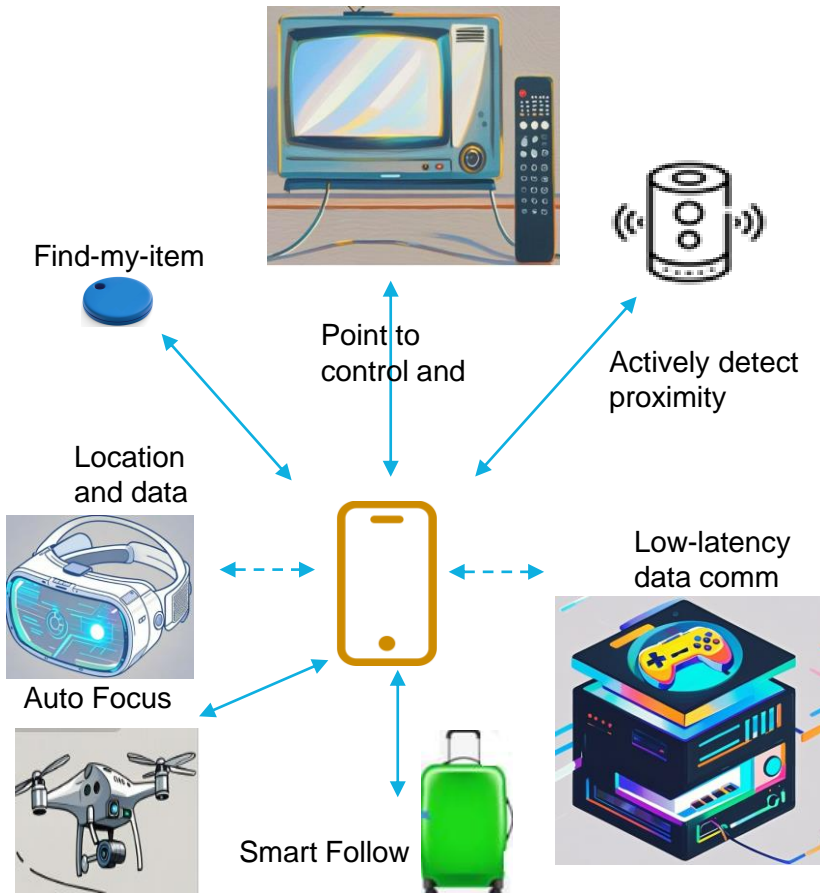 Find-my-item
Point to
control and
Actively detect
proximity
Location
and data
Low-latency
data comm
Auto Focus
Smart Follow